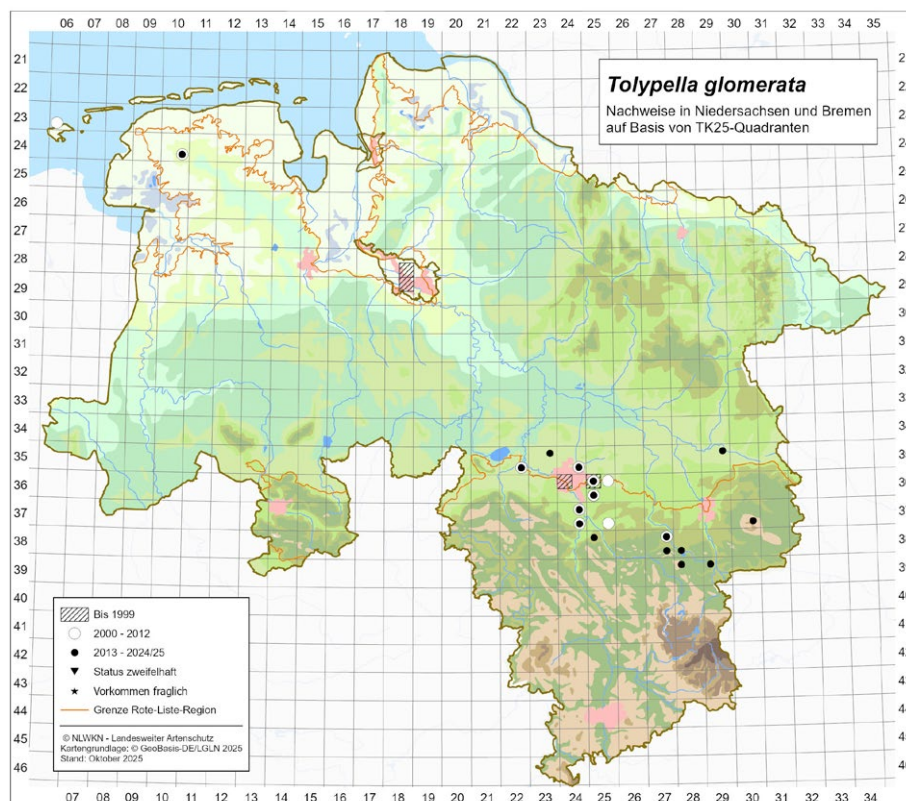 06 07 08 09 10 11 12 13 14 15 16 17 18 19 20 21 22 23 24 25 26 27 28 29 30 31 32 33 34 35
21
22
23
24
25
26
27
28
29
30
31
32
33
34
35
36
37
38
39
40
41
42
43
44
45
46
Tolypella glomerata
Nachweise in Niedersachsen und Bremen
auf Basis von TK25-Quadranten
Bis 1999
2000 - 2012
2013 - 2024/25
Status zweifelhaft
Vorkommen fraglich
Grenze Rote-Liste-Region
© NLWKN - Landesweiter Artenschutz
Kartengrundlage: © GeoBasis-DE/LGLN 2025
Stand: Oktober 2025
07 08 09 10 11 12 13 14 15 16 17 18 19 20 21 22 23 24 25 26 27 28 29 30 31 32 33 34